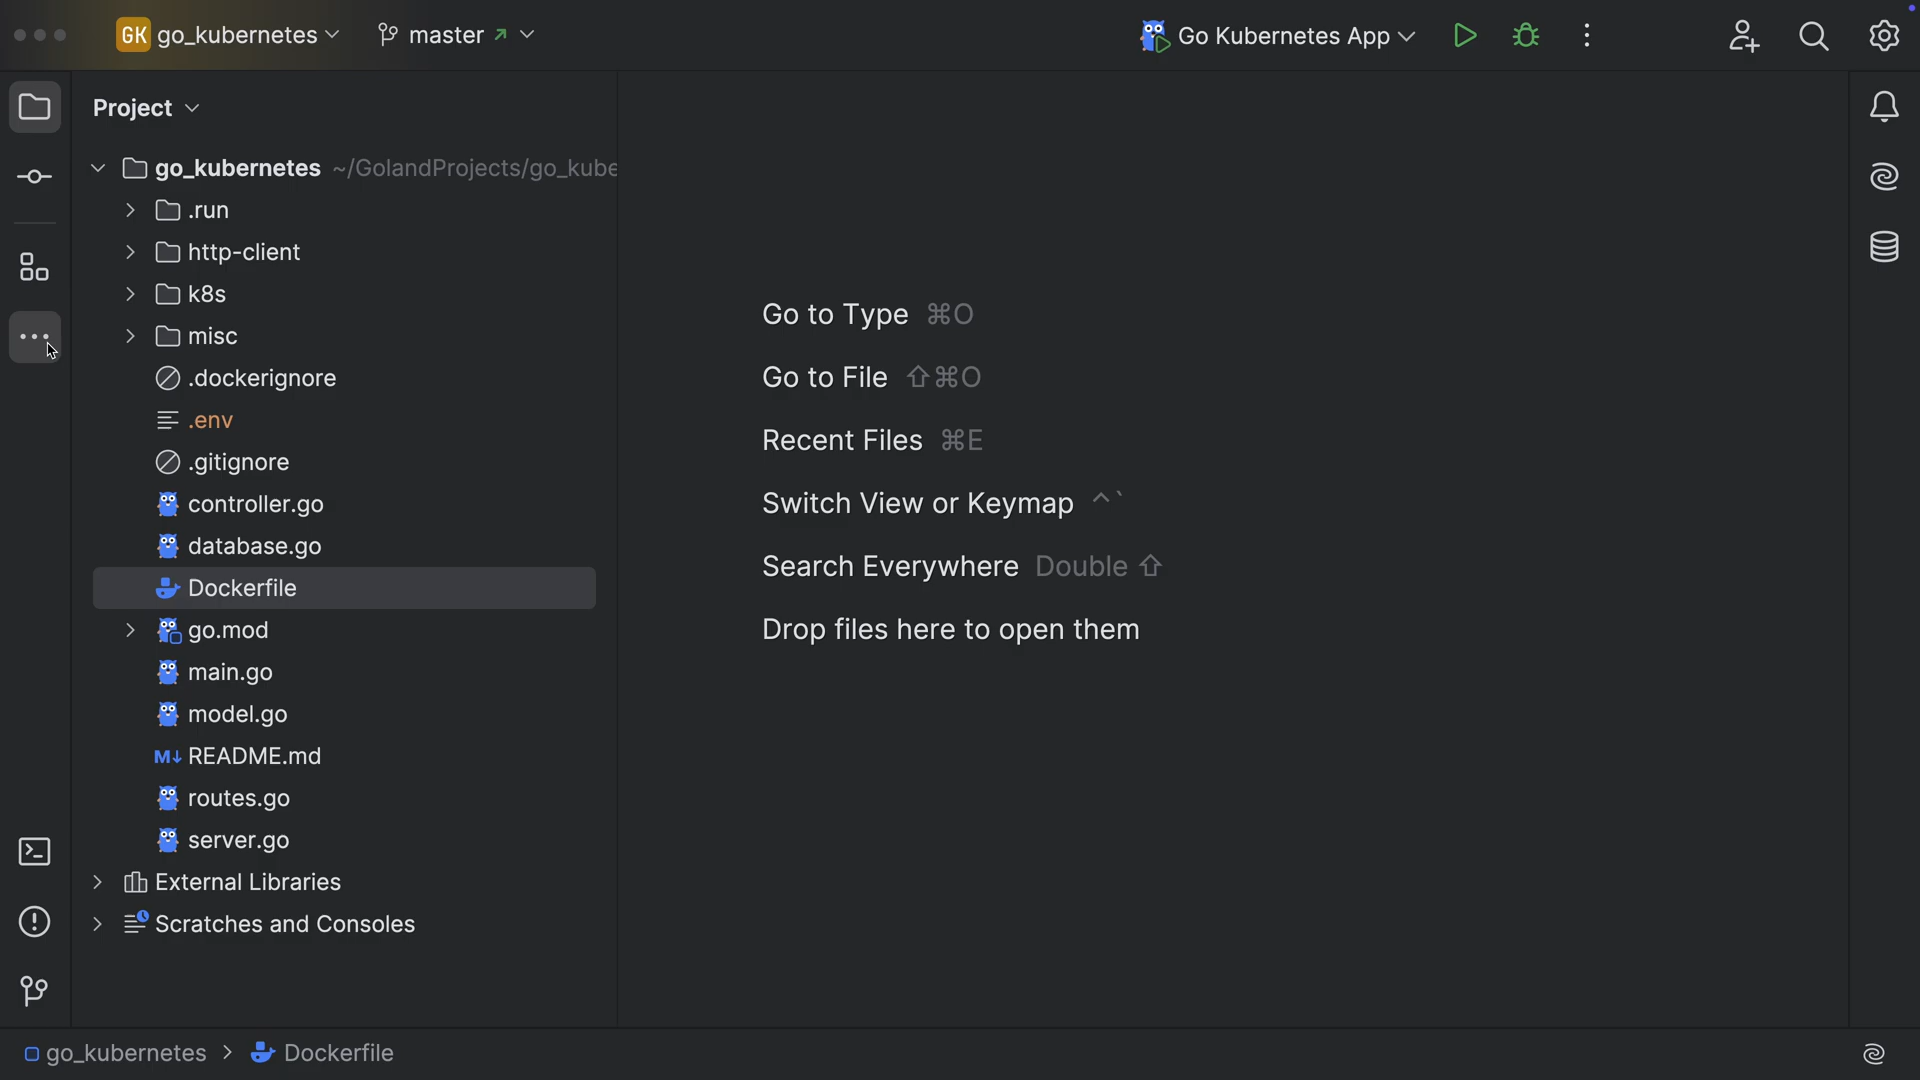 GK go_kubernetes master Go Kubernetes App
Project
go_kubernetes ~/GolandProjects/go_kube
.run
http-client
k8s
misc
.dockerignore
.env
.gitignore
controller.go
database.go
Dockerfile
go.mod
main.go
model.go
M↓ README.md
routes.go
server.go
External Libraries
Scratches and Consoles
Go to Type ⌘O
Go to File ⇧⌘O
Recent Files ⌘E
Switch View or Keymap ^`
Search Everywhere Double ⇧
Drop files here to open them
go_kubernetes > Dockerfile